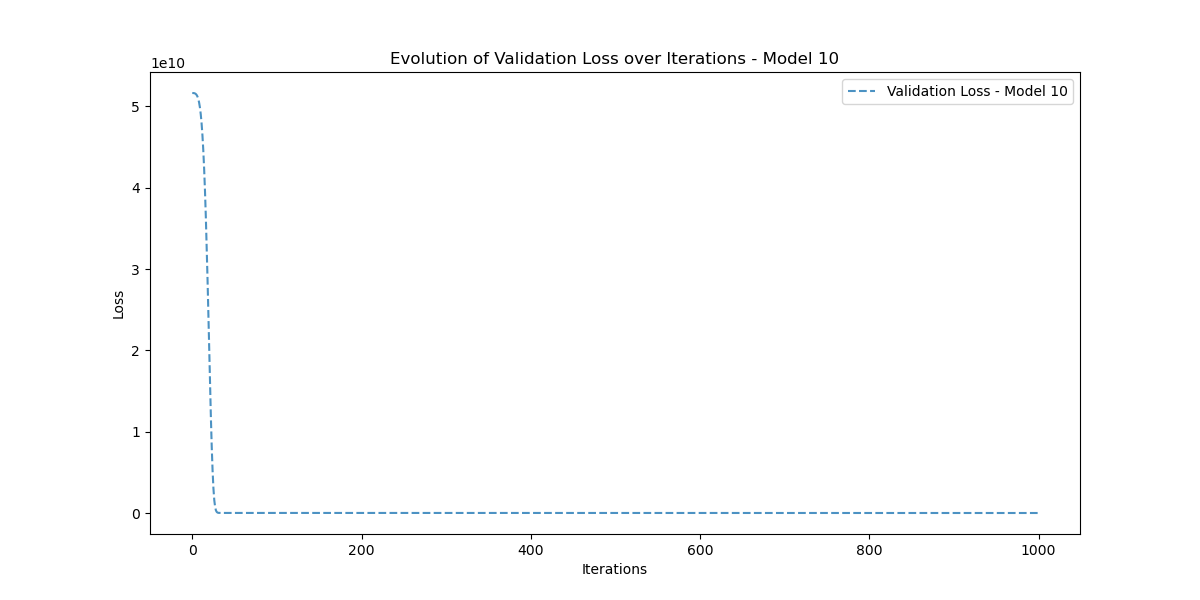 Evolution of Validation Loss over Iterations - Model 10
1e10
Validation Loss - Model 10
5
4
3
2
1
0
Loss
0 200 400 600 800 1000
Iterations